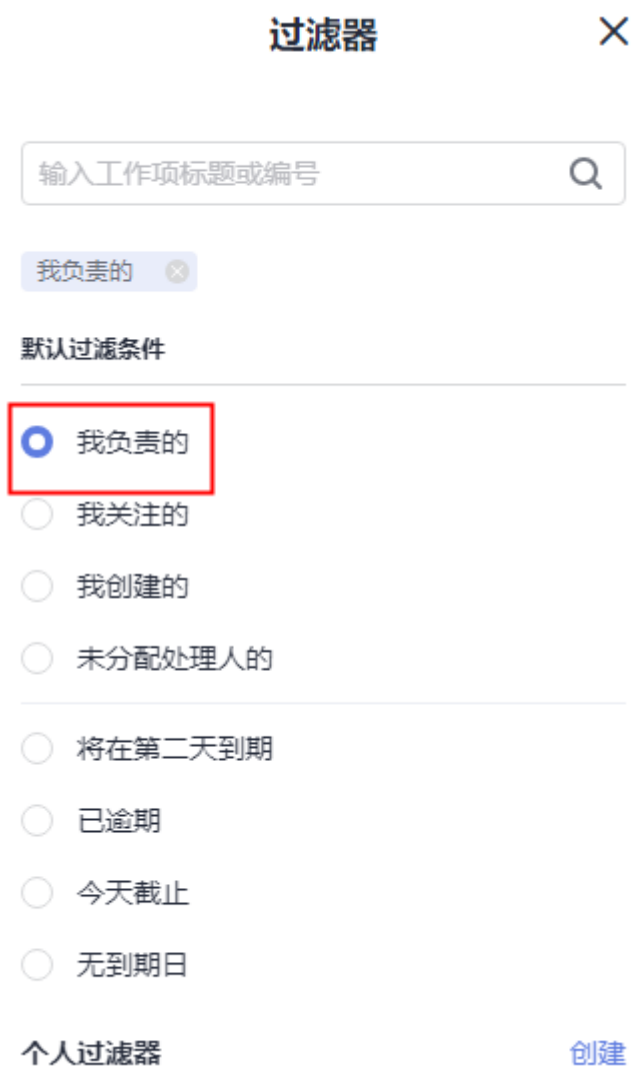 过滤器
输入工作项标题或编号
我负责的
默认过滤条件
我负责的
我关注的
我创建的
未分配处理人的
将在第二天到期
已逾期
今天截止
无到期日
个人过滤器 创建